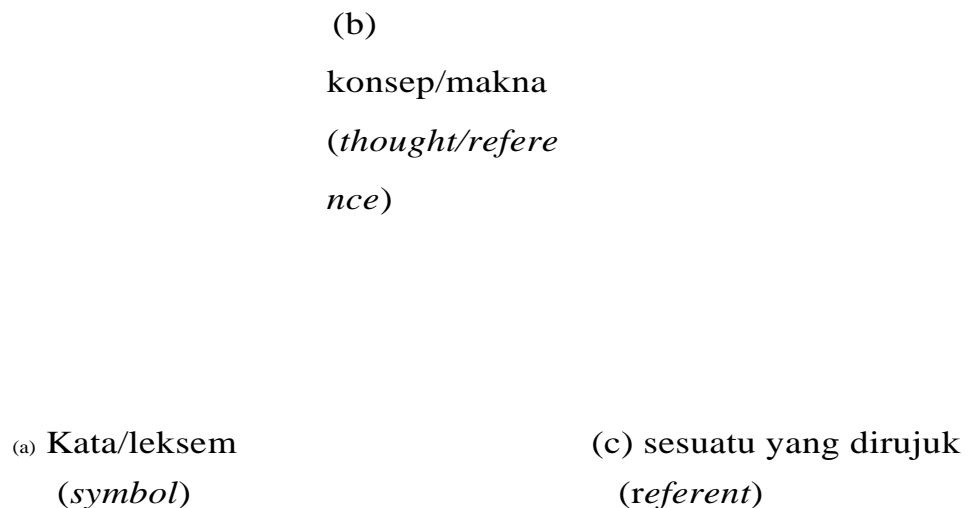 (b)
konsep/makna
(thought/refere
nce)
(a) Kata/leksem
(symbol)
(c) sesuatu yang dirujuk
(referent)